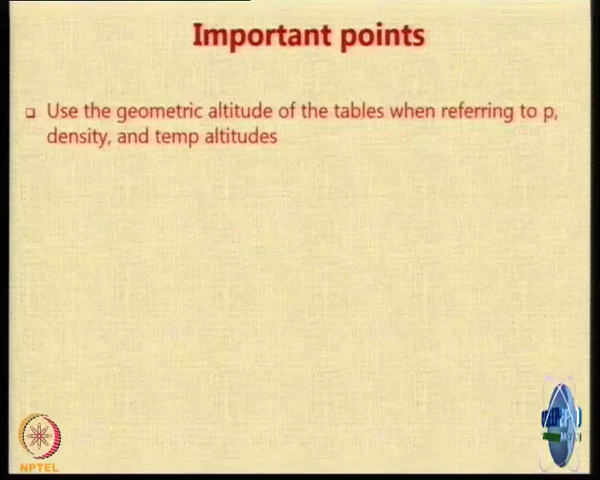 Important points
Use the geometric altitude of the tables when referring to p,
density, and temp altitudes
NPTEL